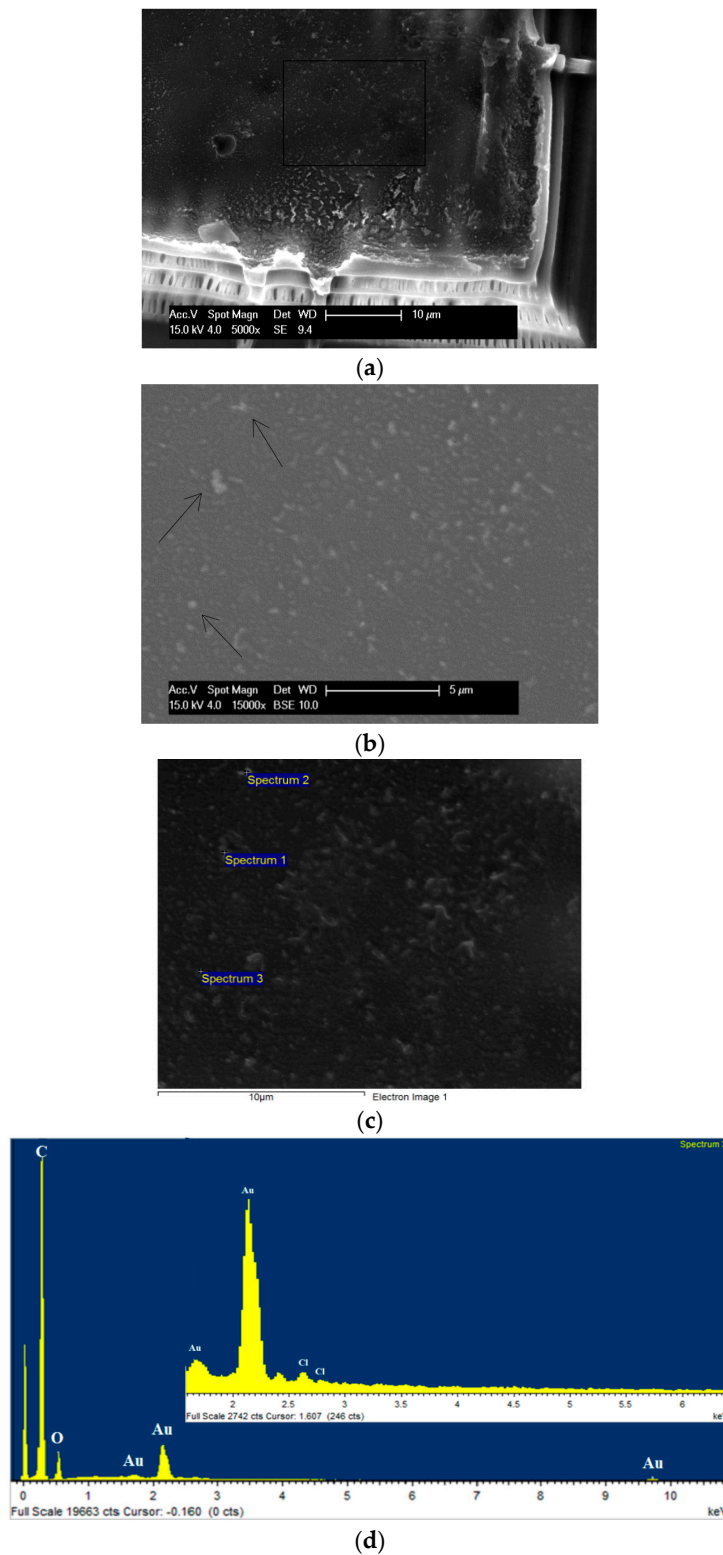 Acc.V Spot Magn Det WD 10 µm
15.0 kV 4.0 5000x SE 9.4
(a)
Acc.V Spot Magn Det WD 5 µm
15.0 kV 4.0 15000x BSE 10.0
(b)
Spectrum 2
Spectrum 1
Spectrum 3
10µm Electron Image 1
(c)
Spectrum
C
Au
Au
Cl
Cl
2 2.5 3 3.5 4 4.5 5 5.5 6
Full Scale 2742 cts Cursor: 1.607 (246 cts) ke
O
Au
Au
Au
0 1 2 3 4 5 6 7 8 9 10
Full Scale 19663 cts Cursor: -0.160 (0 cts) keV
(d)